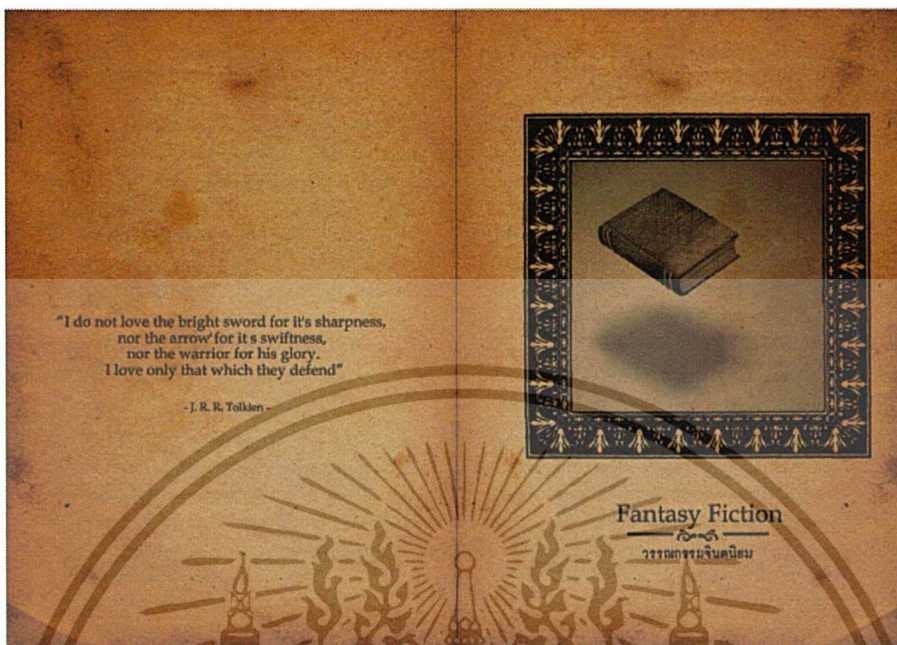 “I do not love the bright sword for it's sharpness,
nor the arrow' for it s swiftness,
nor the warrior for his glory.
I love only that which they defend”
- J. R. R. Tolkien -
Fantasy Fiction
วรรณกรรมจินตนิยม